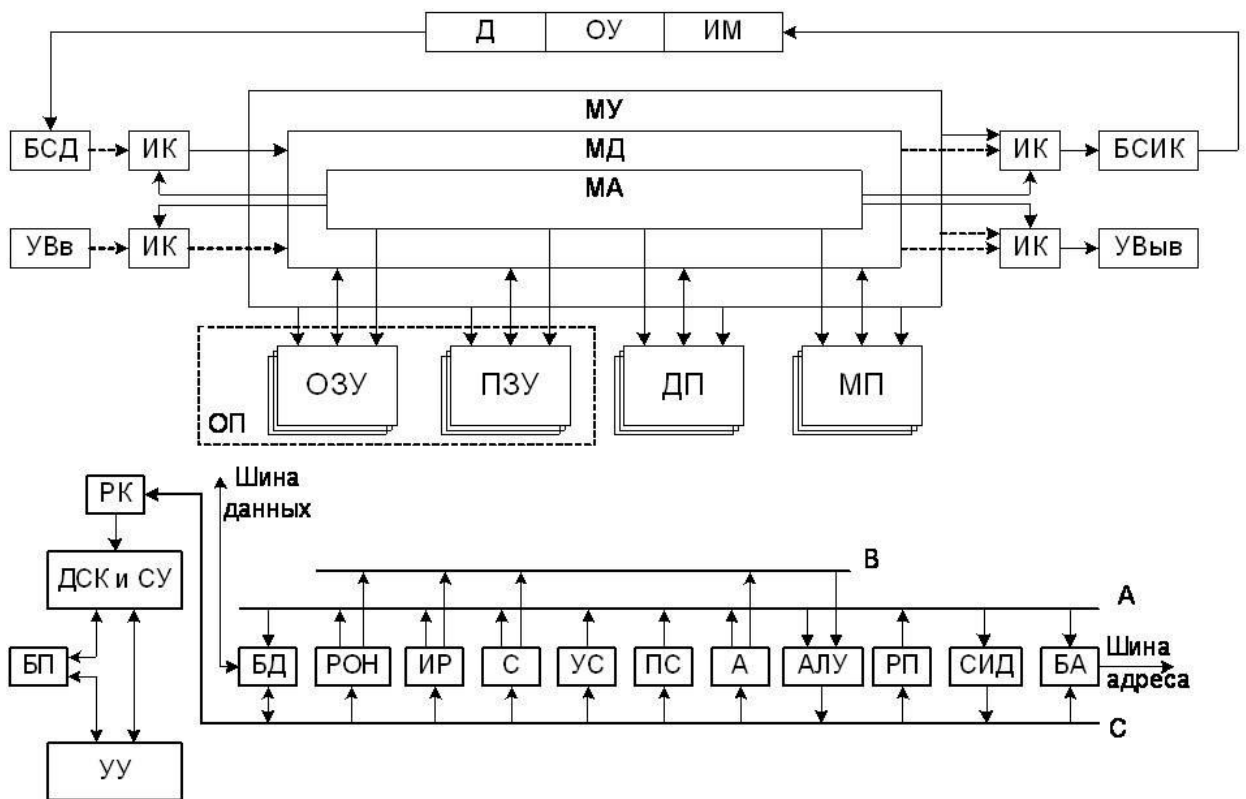 Д ОУ ИМ
МУ
БСД ИК МД ИК БСИК
МА
УВв ИК ИК УВыв
ОЗУ ПЗУ ДП МП
ОП
РК
Шина
данных
ДСК и СУ
В
А
БП БД РОН ИР С УС ПС А АЛУ РП СИД БА
Шина
адреса
С
УУ